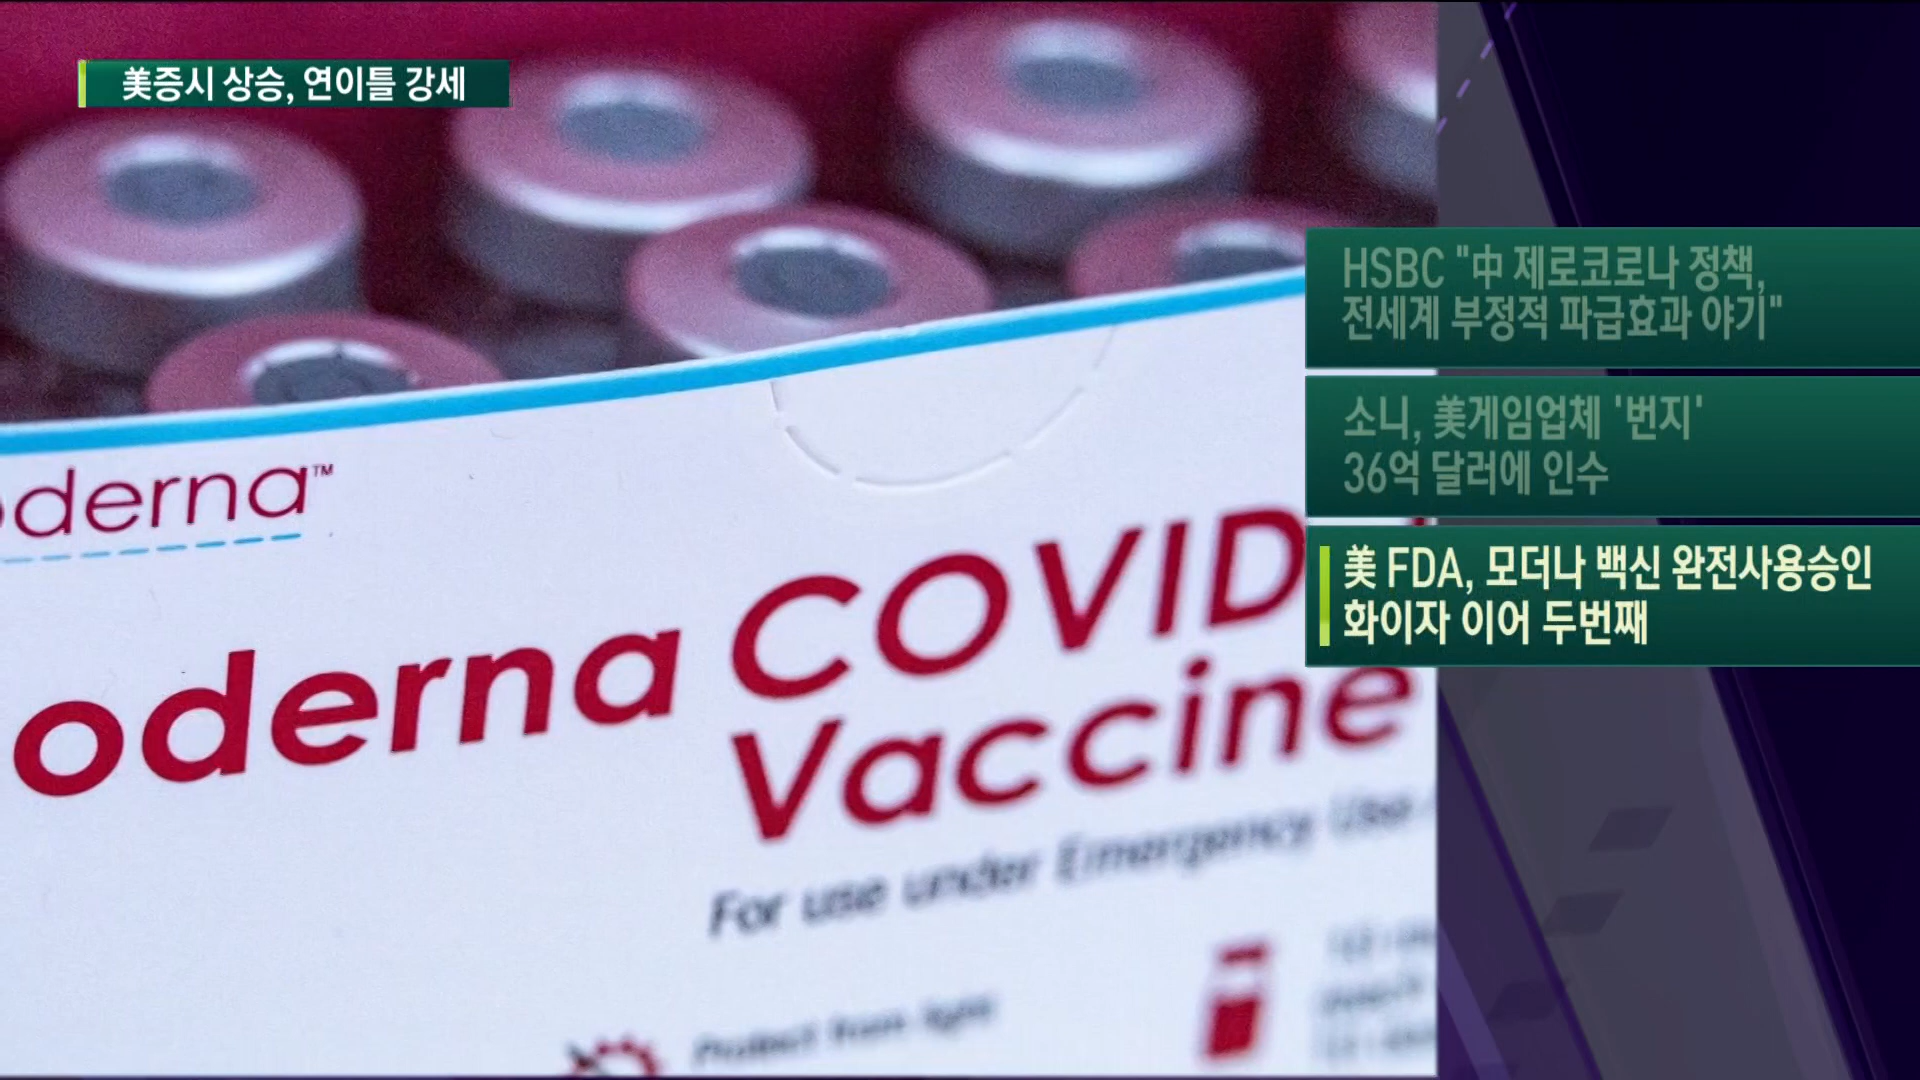 美증시 상승, 연이틀 강세
HSBC "中 제로코로나 정책,
전세계 부정적 파급효과 야기"
소니, 美게임업체 '번지'
36억 달러에 인수
美 FDA, 모더나 백신 완전사용승인
화이자 이어 두번째
oderna™
oderna COVID
Vaccine
For use under Emergency Use
Protect from light